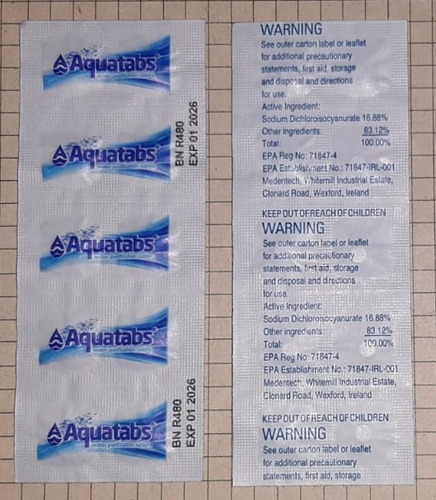 Aquatabs
BN R480
EXP 01 2026
Aquatabs
Aquatabs
Aquatabs
BN R480
EXP 01 2026
Aquatabs
WARNING
See outer carton label or leaflet
for additional precautionary
statements, first aid, storage
and disposal and directions
for use.
Active Ingredient:
Sodium Dichloroisocyanurate 16.88%
Other ingredients: 83.12%
Total: 100.00%
EPA Reg No: 71847-4
EPA Establishment No.: 71847-IRL-001
Medentech, Whitemill Industrial Estate,
Clonard Road, Wexford, Ireland
KEEP OUT OF REACH OF CHILDREN
WARNING
See outer carton label or leaflet
for additional precautionary
statements, first aid, storage
and disposal and directions
for use.
Active Ingredient:
Sodium Dichloroisocyanurate 16.88%
Other ingredients: 83.12%
Total: 100.00%
EPA Reg No: 71847-4
EPA Establishment No.: 71847-IRL-001
Medentech, Whitemill Industrial Estate,
Clonard Road, Wexford, Ireland
KEEP OUT OF REACH OF CHILDREN
WARNING
See outer carton label or leaflet
for additional precautionary
statements, first aid, storage